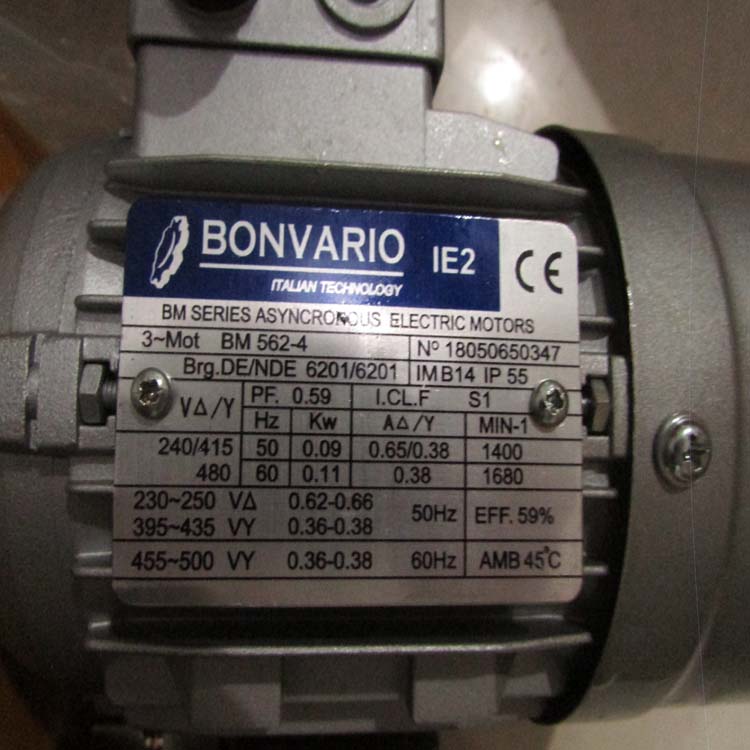 BONVARIO IE2 CE
ITALIAN TECHNOLOGY
BM SERIES ASYNCRONOUS ELECTRIC MOTORS
3~Mot BM 562-4 Nº 18050650347
Brg.DE/NDE 6201/6201 IM B14 IP 55
V∆/Y PF. 0.59 I.CL.F S1
Hz Kw A∆/Y MIN-1
240/415 50 0.09 0.65/0.38 1400
480 60 0.11 0.38 1680
230~250 V∆ 0.62-0.66 50Hz EFF. 59%
395~435 VY 0.36-0.38
455~500 VY 0.36-0.38 60Hz AMB 45°C